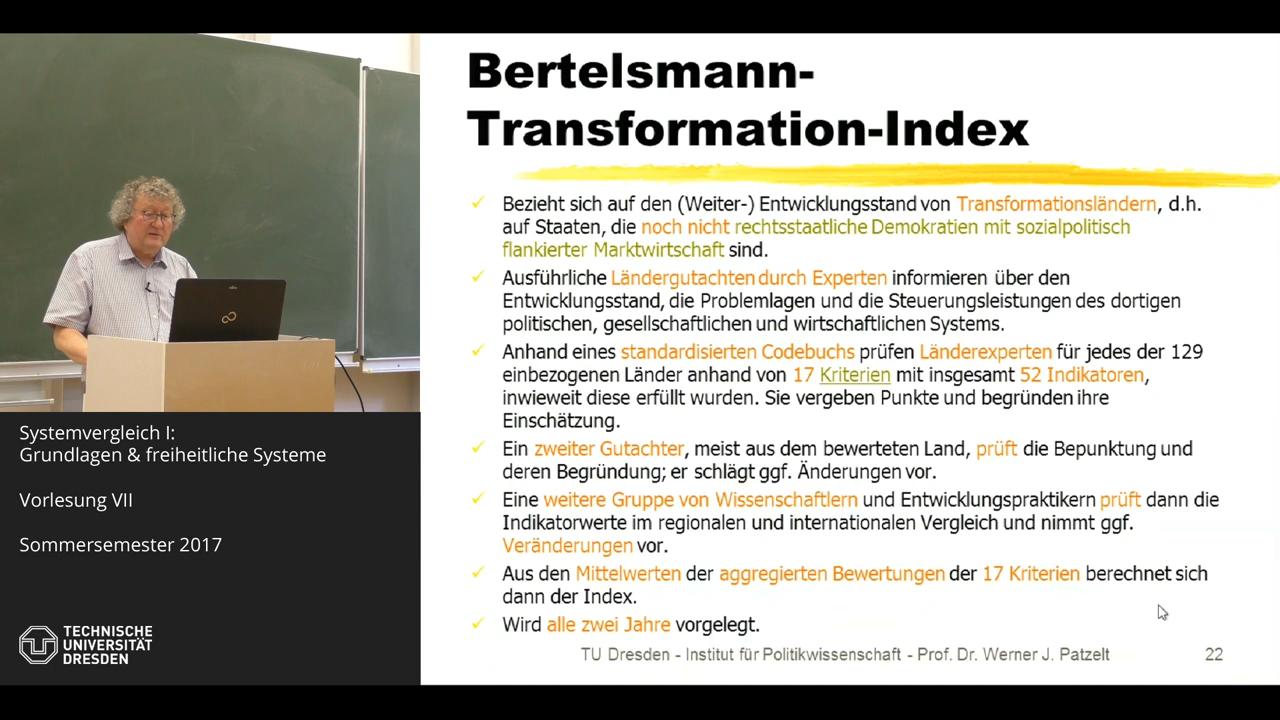 Bertelsmann-
Transformation-Index
Bezieht sich auf den (Weiter-) Entwicklungsstand von Transformationsländern, d.h.
auf Staaten, die noch nicht rechtsstaatliche Demokratien mit sozialpolitisch
flankierter Marktwirtschaft sind.
Ausführliche Ländergutachten durch Experten informieren über den
Entwicklungsstand, die Problemlagen und die Steuerungsleistungen des dortigen
politischen, gesellschaftlichen und wirtschaftlichen Systems.
Anhand eines standardisierten Codebuchs prüfen Länderexperten für jedes der 129
einbezogenen Länder anhand von 17 Kriterien mit insgesamt 52 Indikatoren,
inwieweit diese erfüllt wurden. Sie vergeben Punkte und begründen ihre
Einschätzung.
Ein zweiter Gutachter, meist aus dem bewerteten Land, prüft die Bepunktung und
deren Begründung; er schlägt ggf. Änderungen vor.
Eine weitere Gruppe von Wissenschaftlern und Entwicklungspraktikern prüft dann die
Indikatorwerte im regionalen und internationalen Vergleich und nimmt ggf.
Veränderungen vor.
Aus den Mittelwerten der aggregierten Bewertungen der 17 Kriterien berechnet sich
dann der Index.
Wird alle zwei Jahre vorgelegt.
TU Dresden - Institut für Politikwissenschaft - Prof. Dr. Werner J. Patzelt
22
Systemvergleich I:
Grundlagen & freiheitliche Systeme
Vorlesung VII
Sommersemester 2017
TECHNISCHE
UNIVERSITÄT
DRESDEN